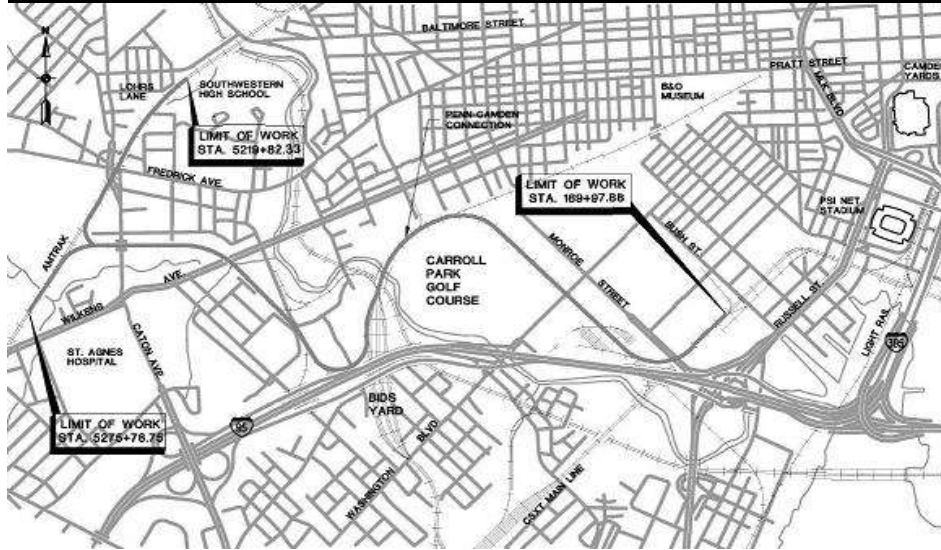 BALTIMORE STREET
N
PRATT STREET
CAMDEN
YARDS
LOHRS
LANE
SOUTHWESTERN
HIGH SCHOOL
B&O
MUSEUM
MLK BLVD
PENN-CAMDEN
CONNECTION
LIMIT OF WORK
STA. 5219+82.33
FREDRICK AVE.
LIMIT OF WORK
STA. 169+97.88
PSI NET
STADIUM
BUSH ST.
MONROE
STREET
AMTRAK
CARROLL
PARK
GOLF
COURSE
WILKENS AVE.
RUSSELL ST.
LIGHT RAIL
395
ST. AGNES
HOSPITAL
CATON AVE.
BIDS
YARD
LIMIT OF WORK
STA. 5275+76.75
95
WASHINGTON BLVD
CSXT MAIN LINE